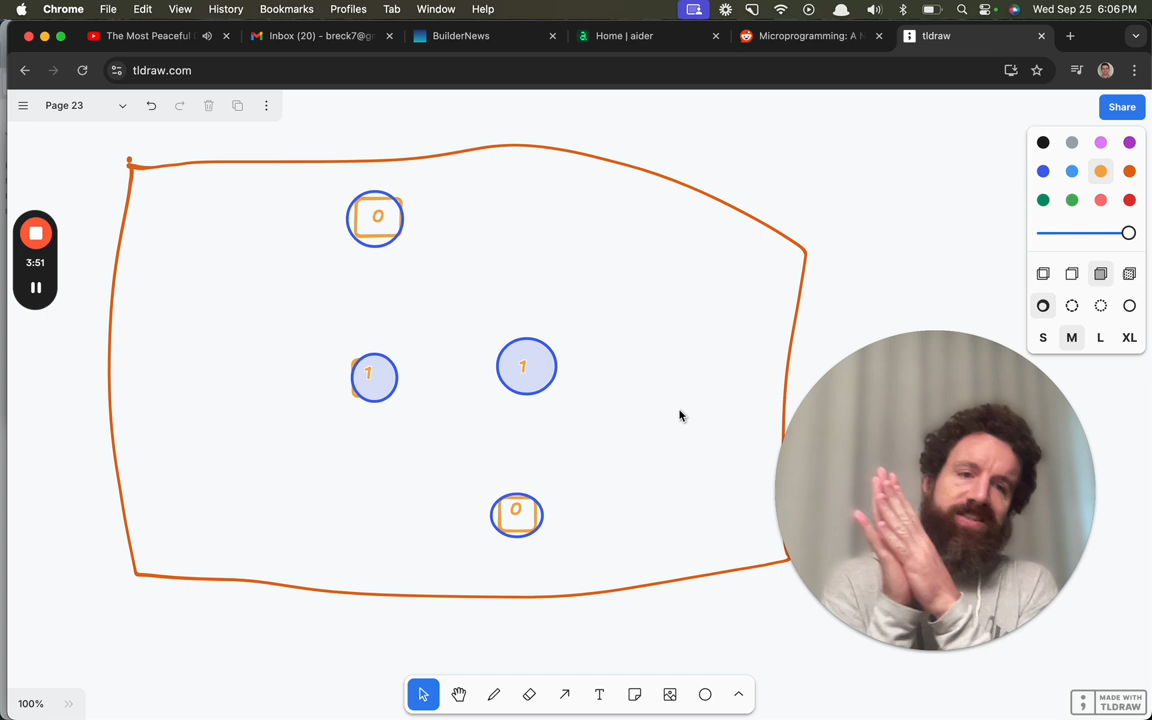 Chrome File Edit View History Bookmarks Profiles Tab Window Help Wed Sep 25 6:06 PM
The Most Peaceful Inbox (20) - breck7@gm BuilderNews Home | aider Microprogramming: A N tldraw
tldraw.com
Page 23
Share
0
3:51
1 1
S M L XL
0
100%
T
MADE WITH
TLDRAW